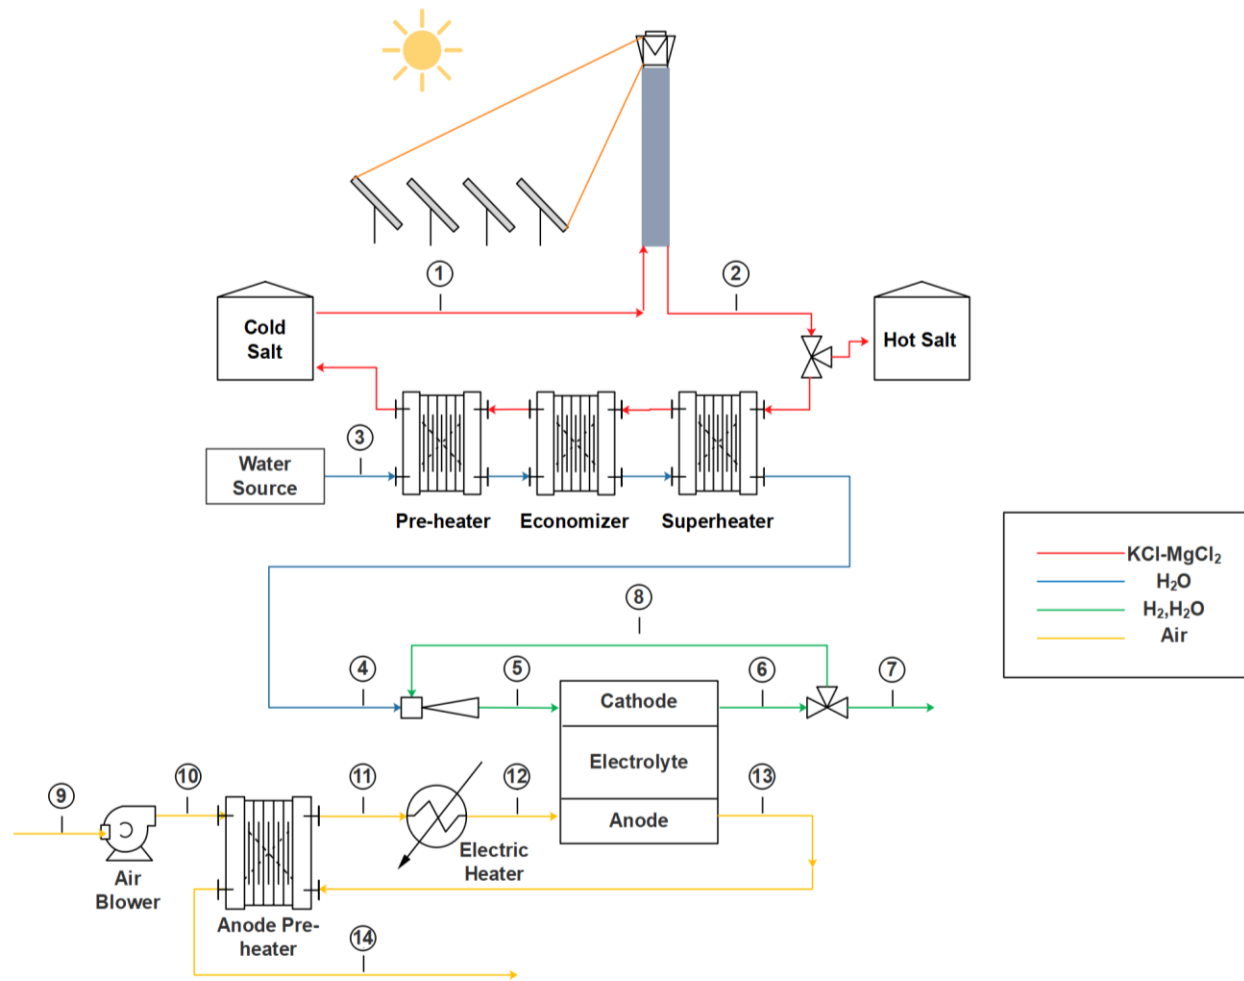 1
2
Cold
Salt
Hot Salt
3
Water
Source
Pre-heater
Economizer
Superheater
KCl-MgCl₂
H₂O
H₂,H₂O
Air
8
4
5
6
7
Cathode
Electrolyte
Anode
9
10
11
12
13
Air
Blower
Electric
Heater
Anode Pre-
heater
14